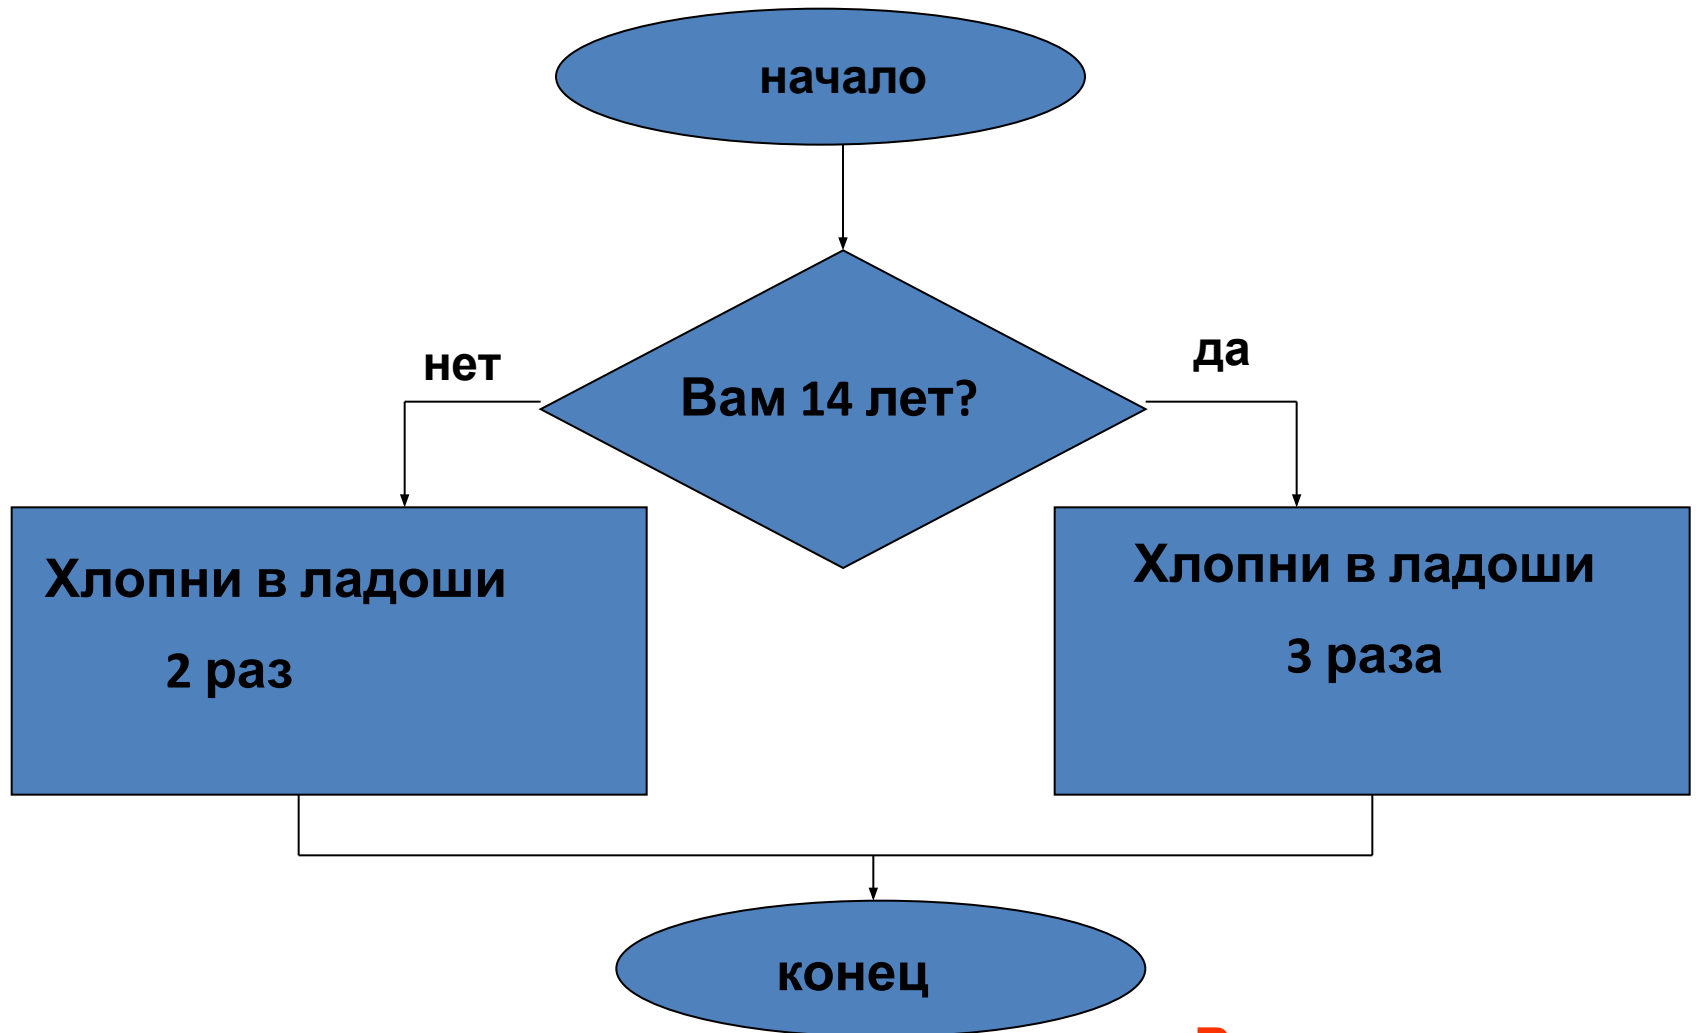 начало
нет
Вам 14 лет?
да
Хлопни в ладоши
2 раз
Хлопни в ладоши
3 раза
конец